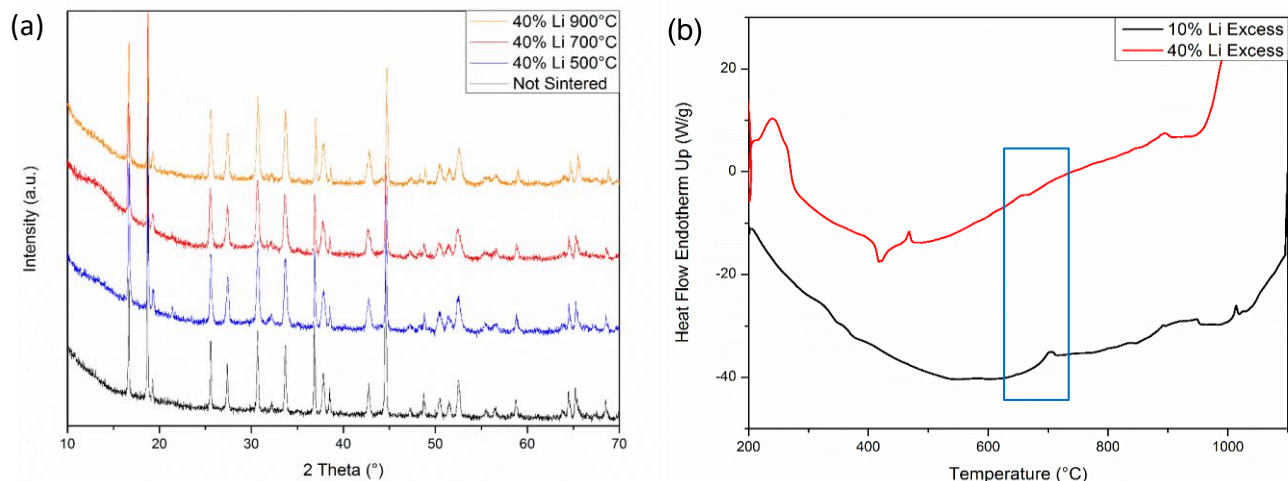 (a)
40% Li 900°C
40% Li 700°C
40% Li 500°C
Not Sintered
Intensity (a.u.)
10 20 30 40 50 60 70
2 Theta (°)
(b)
10% Li Excess
40% Li Excess
Heat Flow Endotherm Up (W/g)
20
0
-20
-40
200 400 600 800 1000
Temperature (°C)